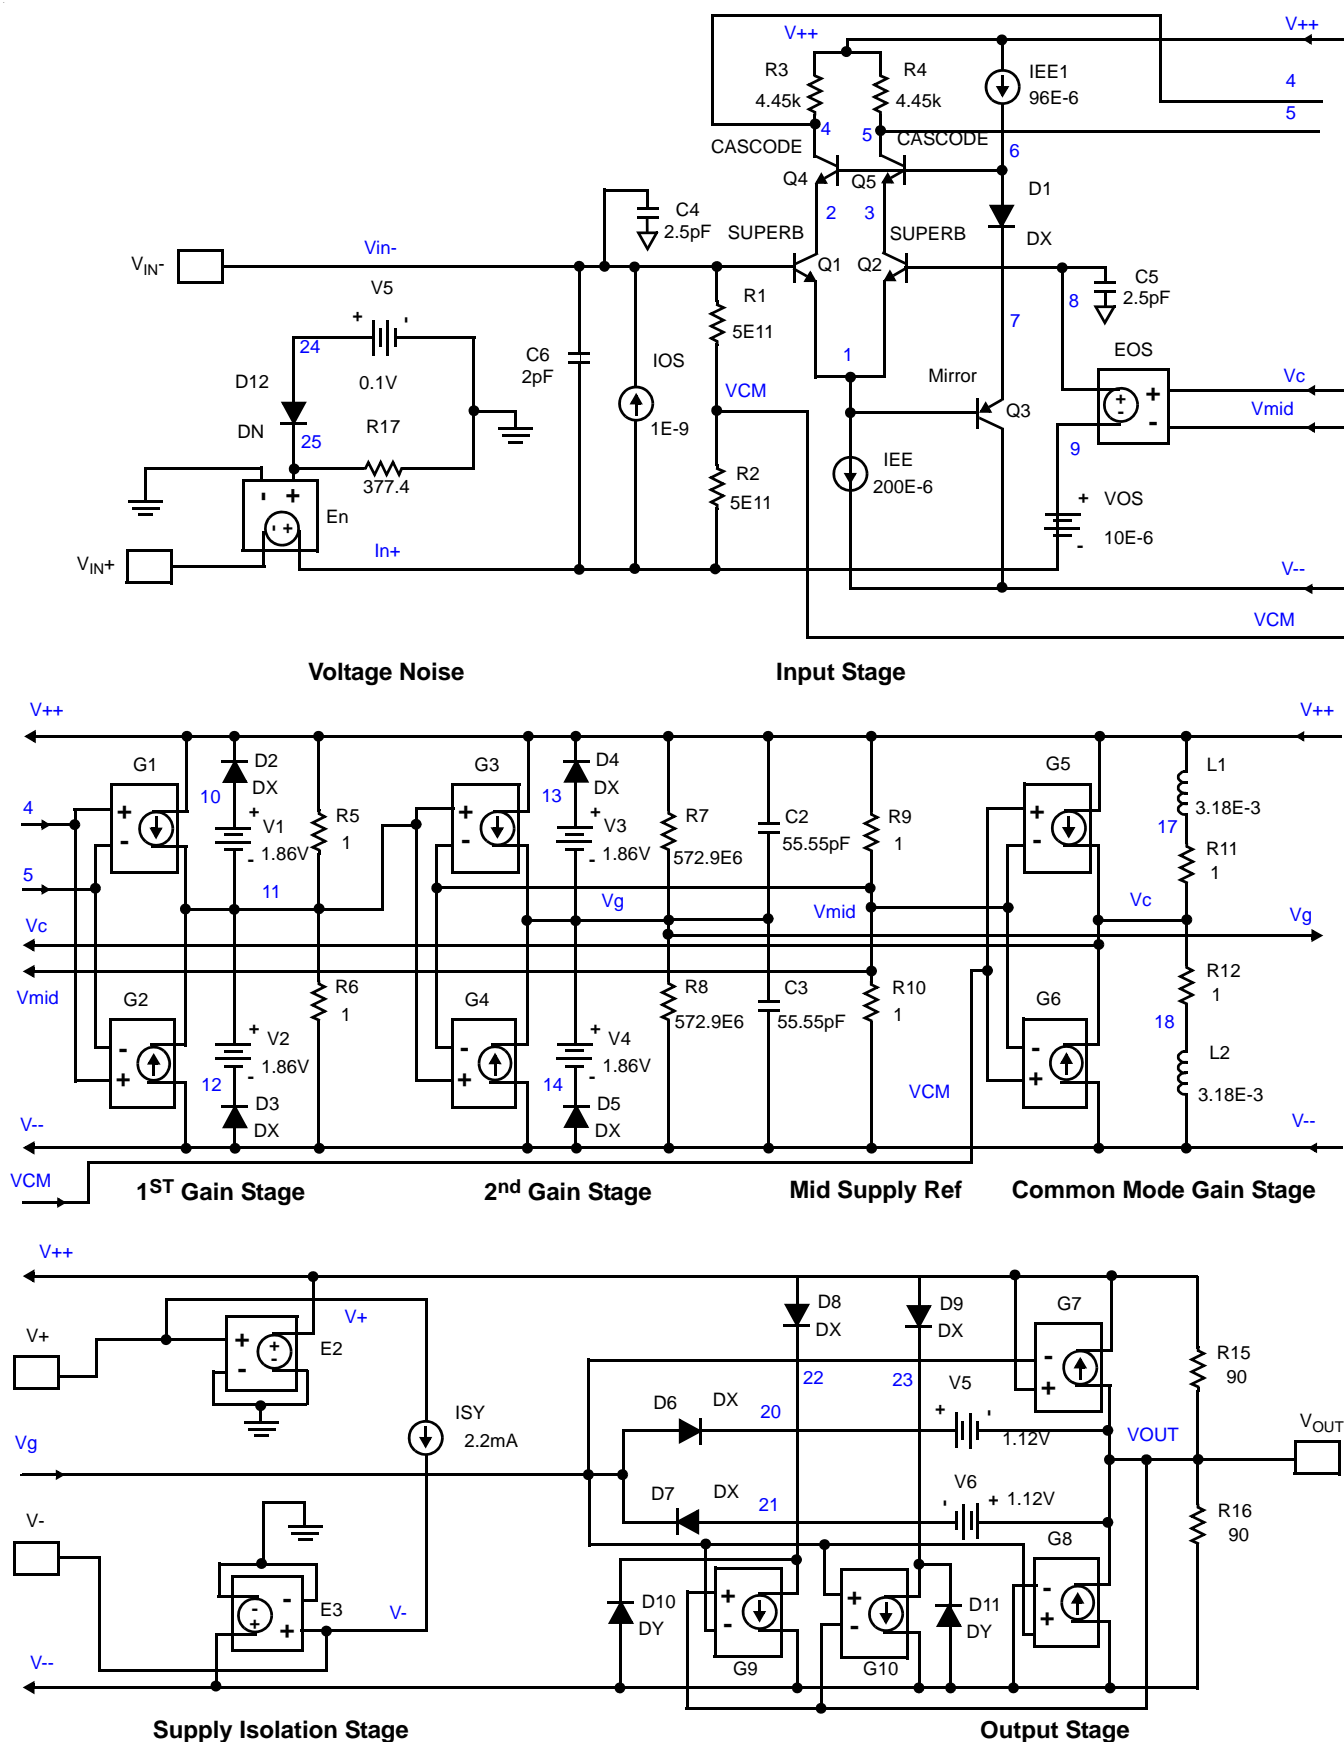 V++
V++
R3
4.45k
R4
4.45k
IEE1
96E-6
4
5
4
5
CASCODE
CASCODE
6
Q4
Q5
D1
DX
C4
2.5pF
2
3
SUPERB
SUPERB
VIN-
Vin-
Q1
Q2
C5
2.5pF
8
V5
+
-
R1
5E11
7
24
0.1V
C6
2pF
IOS
1E-9
1
EOS
D12
DN
VCM
Mirror
Q3
+
-
+
-
Vc
Vmid
25
R17
377.4
R2
5E11
IEE
200E-6
9
-
+
En
- +
+
VOS
10E-6
-
VIN+
In+
V--
VCM
Voltage Noise
Input Stage
V++
V++
G1
D2
DX
G3
D4
DX
G5
L1
3.18E-3
4
10
13
17
+
-
+
V1
1.86V
-
R5
1
+
-
+
V3
1.86V
-
R7
572.9E6
C2
55.55pF
R9
1
+
-
R11
1
5
11
Vg
Vmid
Vc
Vg
Vc
Vmid
G2
R6
1
G4
R8
572.9E6
C3
55.55pF
R10
1
G6
R12
1
18
-
+
+
V2
1.86V
-
12
-
+
+
V4
1.86V
-
14
-
+
L2
3.18E-3
VCM
D3
DX
D5
DX
V--
V--
VCM
1ST Gain Stage
2nd Gain Stage
Mid Supply Ref
Common Mode Gain Stage
V++
V+
V+
+
-
+
-
E2
D8
DX
D9
DX
G7
-
+
R15
90
22
23
ISY
2.2mA
D6
DX
20
V5
+
-
1.12V
VOUT
VOUT
Vg
D7
DX
21
V6
-
+
1.12V
R16
90
V-
G8
-
+
-
+
-
+
E3
V-
D10
DY
+
-
G9
+
-
G10
D11
DY
V--
Supply Isolation Stage
Output Stage